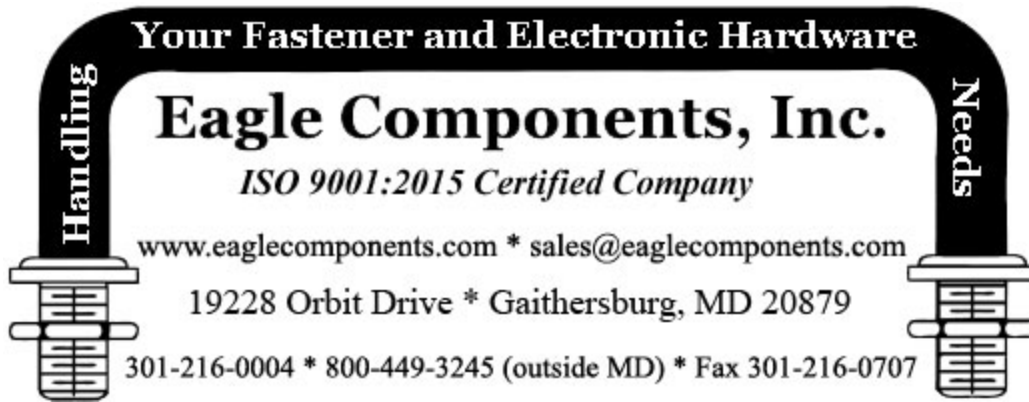 Handling
Your Fastener and Electronic Hardware
Needs
Eagle Components, Inc.
ISO 9001:2015 Certified Company
www.eaglecomponents.com * sales@eaglecomponents.com
19228 Orbit Drive * Gaithersburg, MD 20879
301-216-0004 * 800-449-3245 (outside MD) * Fax 301-216-0707